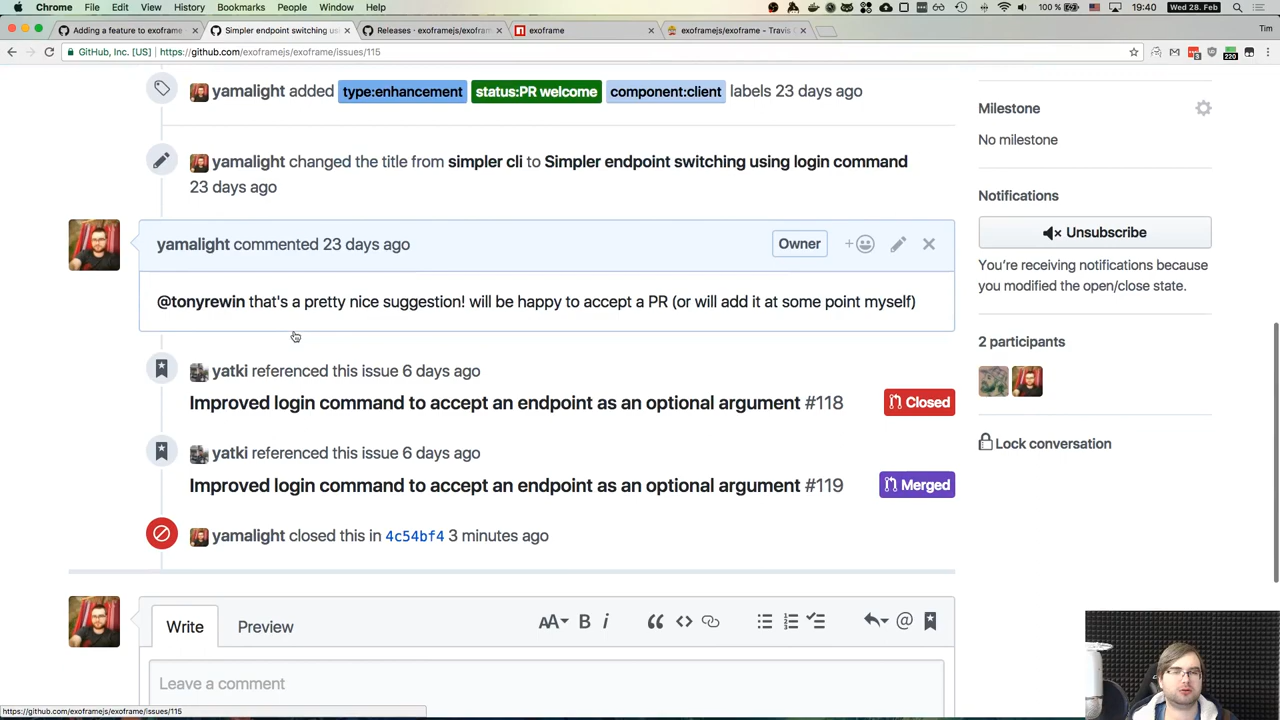 Chrome File Edit View History Bookmarks People Window Help 100 % 19:40 Wed 28. Feb
Adding a feature to exoframe Simpler endpoint switching us Releases · exoframejs/exofram exoframe exoframejs/exoframe - Travis C Tim
GitHub, Inc. [US] https://github.com/exoframejs/exoframe/issues/115
yamalight added type:enhancement status:PR welcome component:client labels 23 days ago
yamalight changed the title from simpler cli to Simpler endpoint switching using login command
23 days ago
yamalight commented 23 days ago Owner
@tonyrewin that's a pretty nice suggestion! will be happy to accept a PR (or will add it at some point myself)
yatki referenced this issue 6 days ago
Improved login command to accept an endpoint as an optional argument #118 Closed
yatki referenced this issue 6 days ago
Improved login command to accept an endpoint as an optional argument #119 Merged
yamalight closed this in 4c54bf4 3 minutes ago
Write Preview
AA B i @
Leave a comment
Milestone
No milestone
Notifications
Unsubscribe
You're receiving notifications because
you modified the open/close state.
2 participants
Lock conversation
https://github.com/exoframejs/exoframe/issues/115